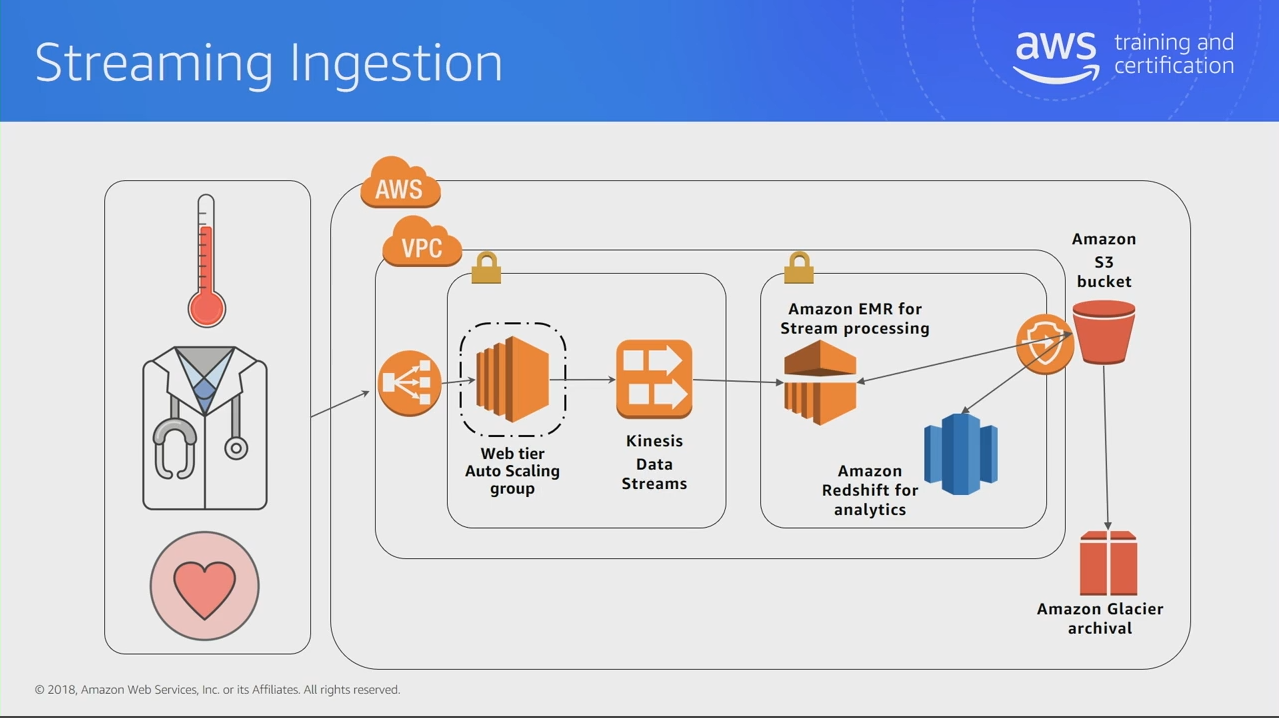 Streaming Ingestion
aws
training and
certification
AWS
VPC
Amazon
S3
bucket
Amazon EMR for
Stream processing
Web tier
Auto Scaling
group
Kinesis
Data
Streams
Amazon
Redshift for
analytics
Amazon Glacier
archival
© 2018, Amazon Web Services, Inc. or its Affiliates. All rights reserved.